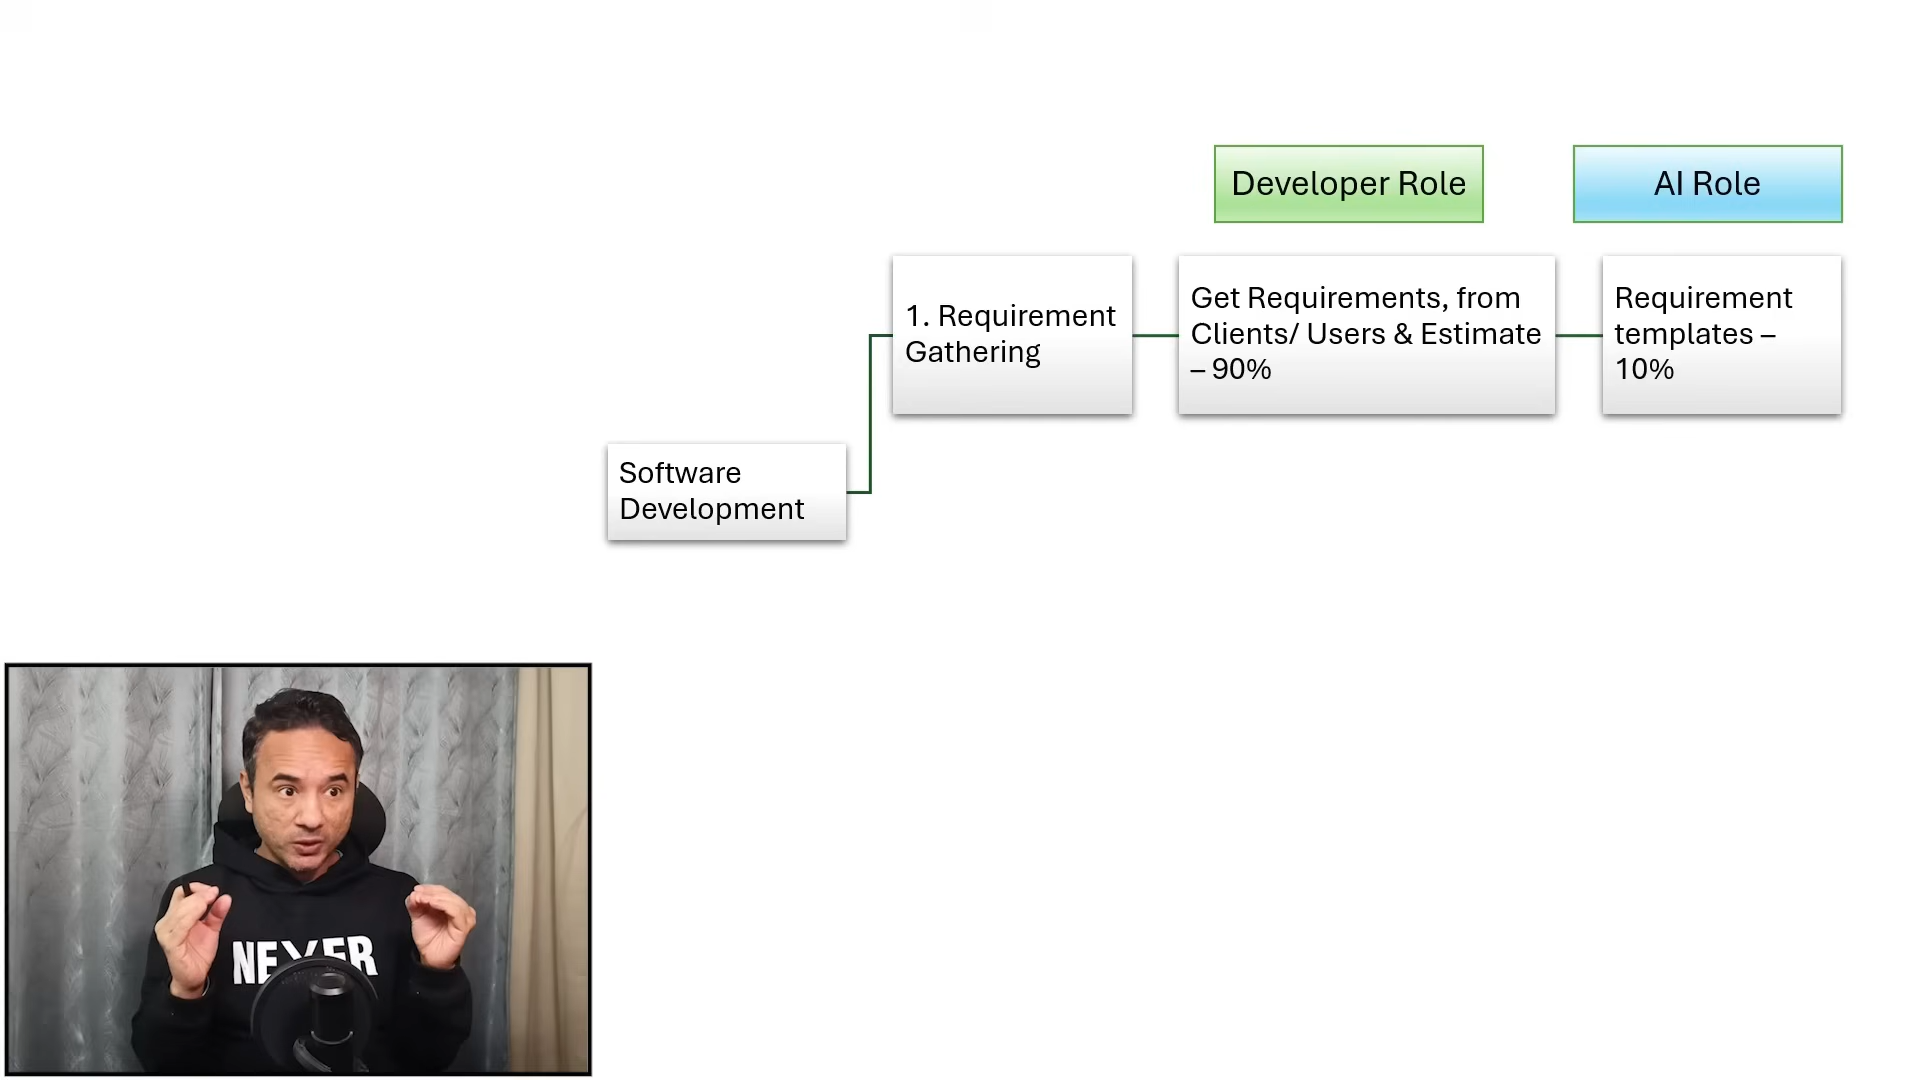 Developer Role
AI Role
1. Requirement
Gathering
Get Requirements, from
Clients/ Users & Estimate
– 90%
Requirement
templates –
10%
Software
Development